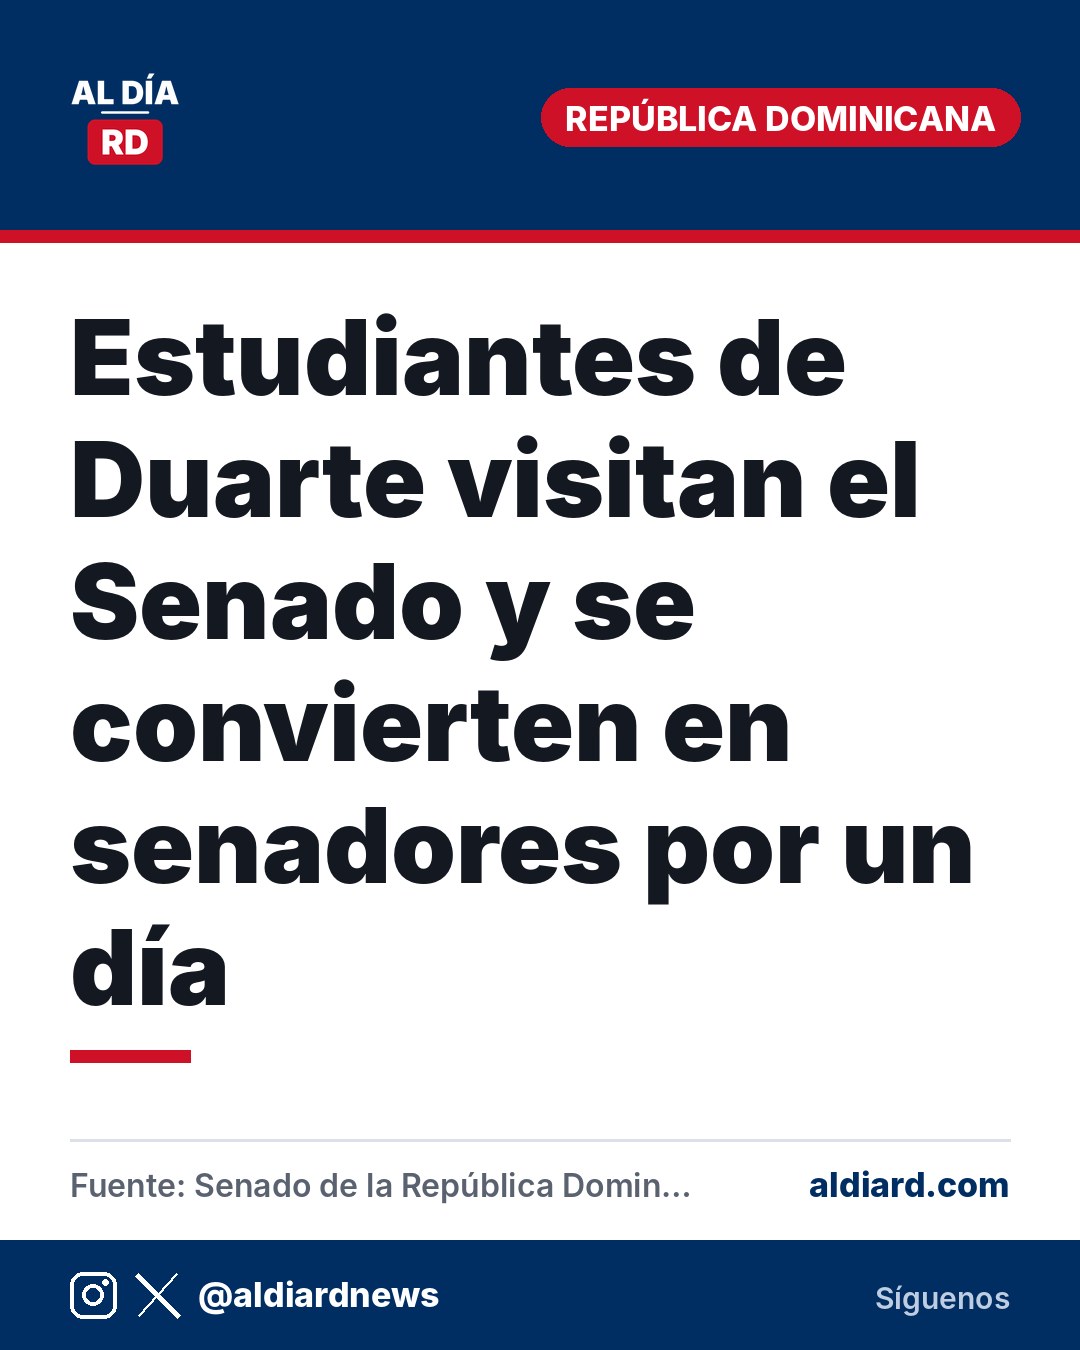 AL DÍA
RD
REPÚBLICA DOMINICANA
Estudiantes de
Duarte visitan el
Senado y se
convierten en
senadores por un
día
Fuente: Senado de la República Domin...
aldiard.com
@aldiardnews
Síguenos